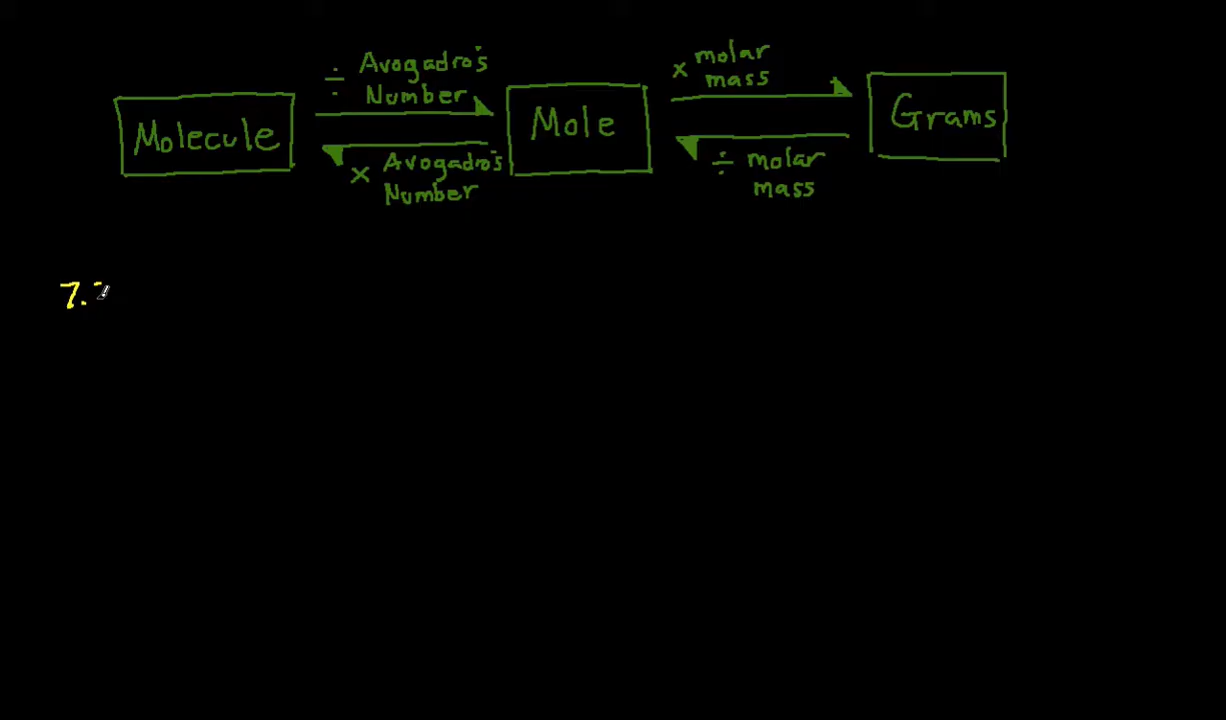 ÷ Avogadro's
Number
x molar
mass
Molecule
Mole
Grams
x Avogadro's
Number
÷ molar
mass
7.